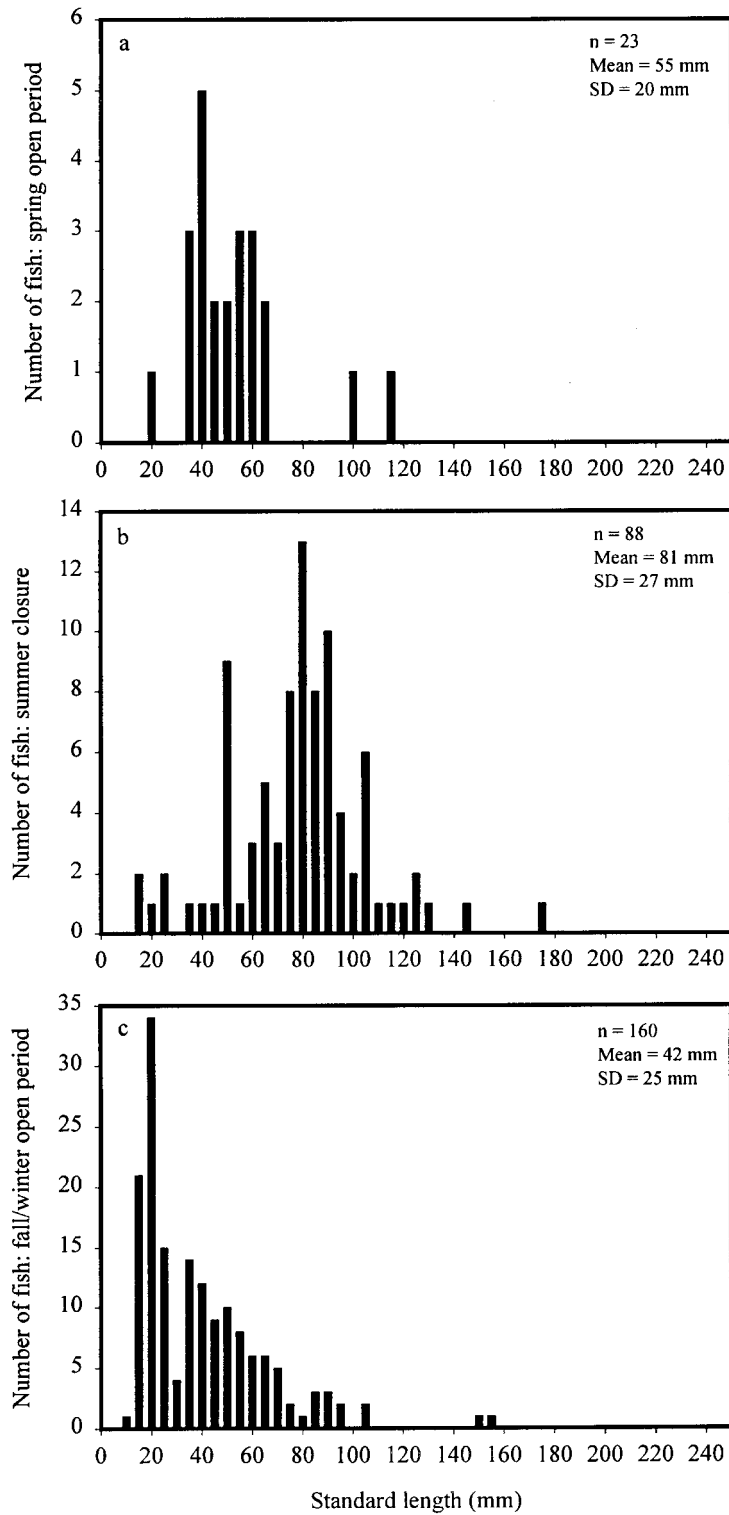 a
n = 23
Mean = 55 mm
SD = 20 mm
Number of fish: spring open period
6
5
4
3
2
1
0
0 20 40 60 80 100 120 140 160 180 200 220 240
b
n = 88
Mean = 81 mm
SD = 27 mm
Number of fish: summer closure
14
12
10
8
6
4
2
0
0 20 40 60 80 100 120 140 160 180 200 220 240
c
n = 160
Mean = 42 mm
SD = 25 mm
Number of fish: fall/winter open period
35
30
25
20
15
10
5
0
0 20 40 60 80 100 120 140 160 180 200 220 240
Standard length (mm)